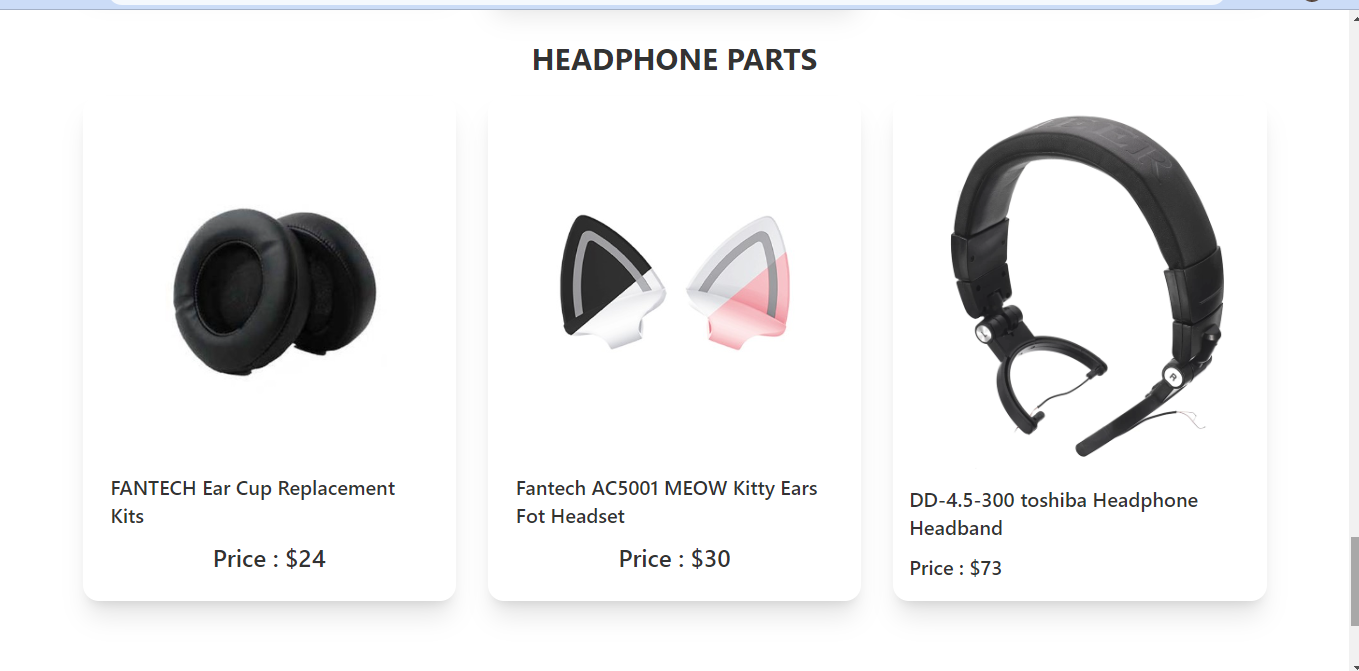 HEADPHONE PARTS
FANTECH Ear Cup Replacement
Kits
Price : $24
Fantech AC5001 MEOW Kitty Ears
Fot Headset
Price : $30
R
DD-4.5-300 toshiba Headphone
Headband
Price : $73